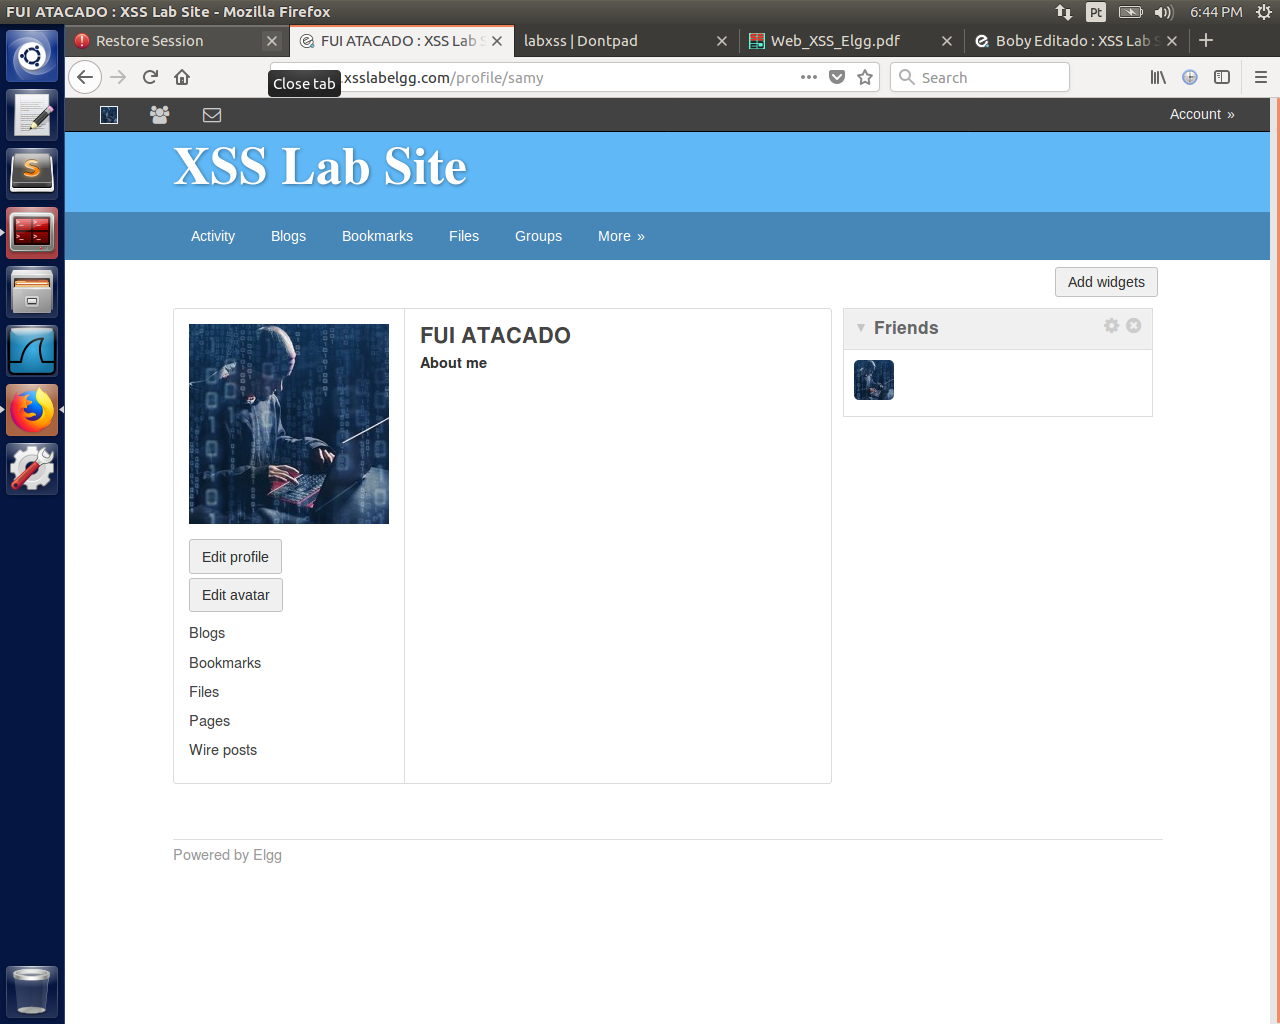 FUI ATACADO : XSS Lab Site - Mozilla Firefox
Pt
6:44 PM
Restore Session
FUI ATACADO : XSS Lab S
labxss | Dontpad
Web_XSS_Elgg.pdf
Boby Editado : XSS Lab S
Close tab
.xsslabelgg.com/profile/samy
Search
Account »
XSS Lab Site
Activity
Blogs
Bookmarks
Files
Groups
More »
Add widgets
FUI ATACADO
About me
Friends
Edit profile
Edit avatar
Blogs
Bookmarks
Files
Pages
Wire posts
Powered by Elgg